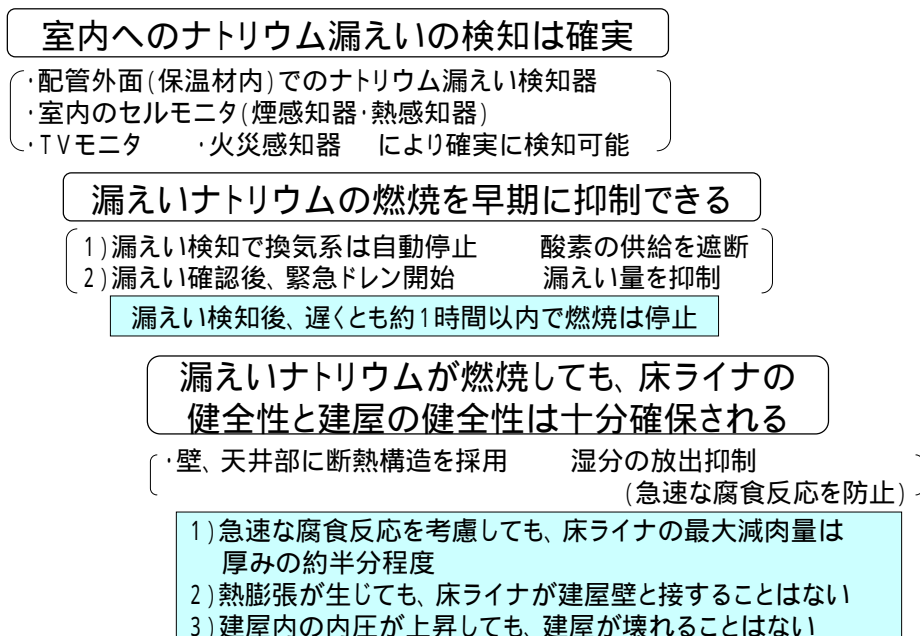 室内へのナトリウム漏えいの検知は確実
･配管外面(保温材内)でのナトリウム漏えい検知器
･室内のセルモニタ(煙感知器･熱感知器)
･TVモニタ ･火災感知器 により確実に検知可能
漏えいナトリウムの燃焼を早期に抑制できる
1)漏えい検知で換気系は自動停止 酸素の供給を遮断
2)漏えい確認後、緊急ドレン開始 漏えい量を抑制
漏えい検知後、遅くとも約1時間以内で燃焼は停止
漏えいナトリウムが燃焼しても、床ライナの
健全性と建屋の健全性は十分確保される
･壁、天井部に断熱構造を採用 湿分の放出抑制
(急速な腐食反応を防止)
1)急速な腐食反応を考慮しても、床ライナの最大減肉量は
厚みの約半分程度
2)熱膨張が生じても、床ライナが建屋壁と接することはない
3)建屋内の内圧が上昇しても、建屋が壊れることはない